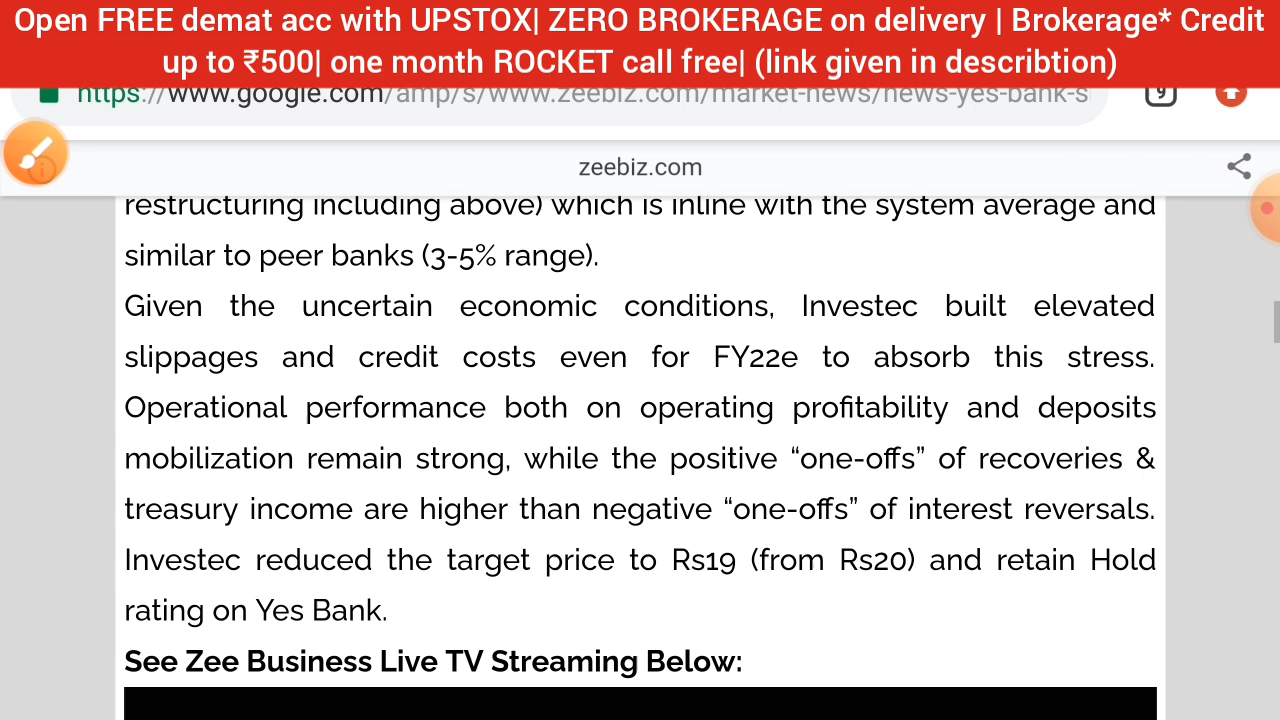 Open FREE demat acc with UPSTOX| ZERO BROKERAGE on delivery | Brokerage* Credit
up to ₹500| one month ROCKET call free| (link given in describtion)
https://www.google.com/amp/s/www.zeebiz.com/market-news/news-yes-bank-s
9
zeebiz.com
restructuring including above) which is inline with the system average and
similar to peer banks (3-5% range).
Given the uncertain economic conditions, Investec built elevated
slippages and credit costs even for FY22e to absorb this stress.
Operational performance both on operating profitability and deposits
mobilization remain strong, while the positive “one-offs” of recoveries &
treasury income are higher than negative “one-offs” of interest reversals.
Investec reduced the target price to Rs19 (from Rs20) and retain Hold
rating on Yes Bank.
See Zee Business Live TV Streaming Below: